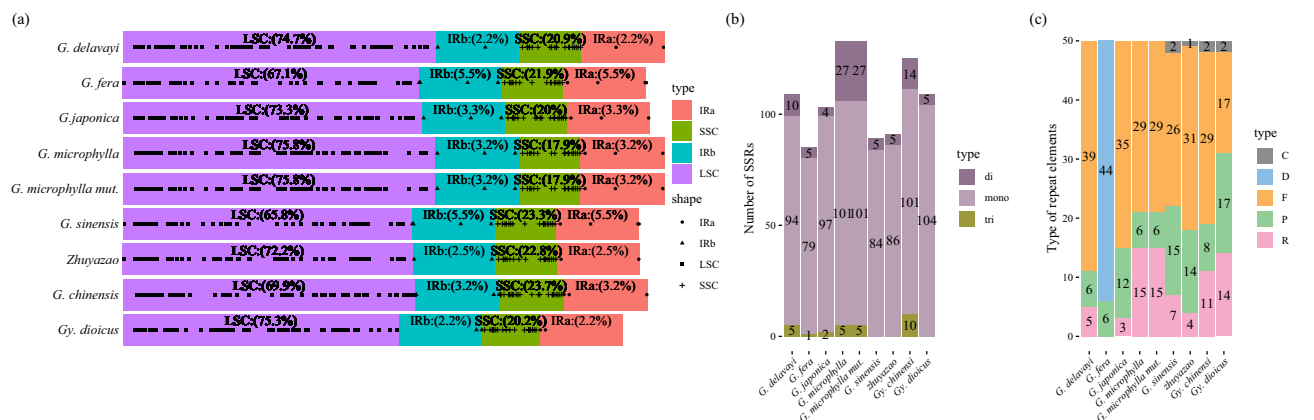 (a)
G. delavayi
LSC:(74.7%) IRb:(2.2%) SSC:(20.9%) IRa:(2.2%)
G. fera
LSC:(67.1%) IRb:(5.5%) SSC:(21.9%) IRa:(5.5%)
G.japonica
LSC:(73.3%) IRb:(3.3%) SSC:(20%) IRa:(3.3%)
G. microphylla
LSC:(75.8%) IRb:(3.2%) SSC:(17.9%) IRa:(3.2%)
G. microphylla mut.
LSC:(75.8%) IRb:(3.2%) SSC:(17.9%) IRa:(3.2%)
G. sinensis
LSC:(65.8%) IRb:(5.5%) SSC:(23.3%) IRa:(5.5%)
Zhuyazao
LSC:(72.2%) IRb:(2.5%) SSC:(22.8%) IRa:(2.5%)
G. chinensis
LSC:(69.9%) IRb:(3.2%) SSC:(23.7%) IRa:(3.2%)
Gy. dioicus
LSC:(75.3%) IRb:(2.2%) SSC:(20.2%) IRa:(2.2%)
type
IRa
SSC
IRb
LSC
shape
IRa
IRb
LSC
SSC
(b)
Number of SSRs
100
50
0
10 5 4 27 27 5 5 14 5
94 79 97 101 101 84 86 101 104
5 1 2 5 5 10
G. delavayi
G. fera
G. japonica
G. microphylla
G. microphylla mut.
G. sinensis
zhuyazao
Gy. chinensi
Gy. dioicus
type
di
mono
tri
(c)
Type of repeat elements
50
40
30
20
10
0
2 1 2 2
39 44 35 29 29 26 31 29 17
6 6 12 6 6 15 14 8 17
5 3 15 15 7 4 11 14
G. delavayi
G. fera
G. japonica
G. microphylla
G. microphylla mut.
G. sinensis
zhuyazao
Gy. chinensi
Gy. dioicus
type
C
D
F
P
R